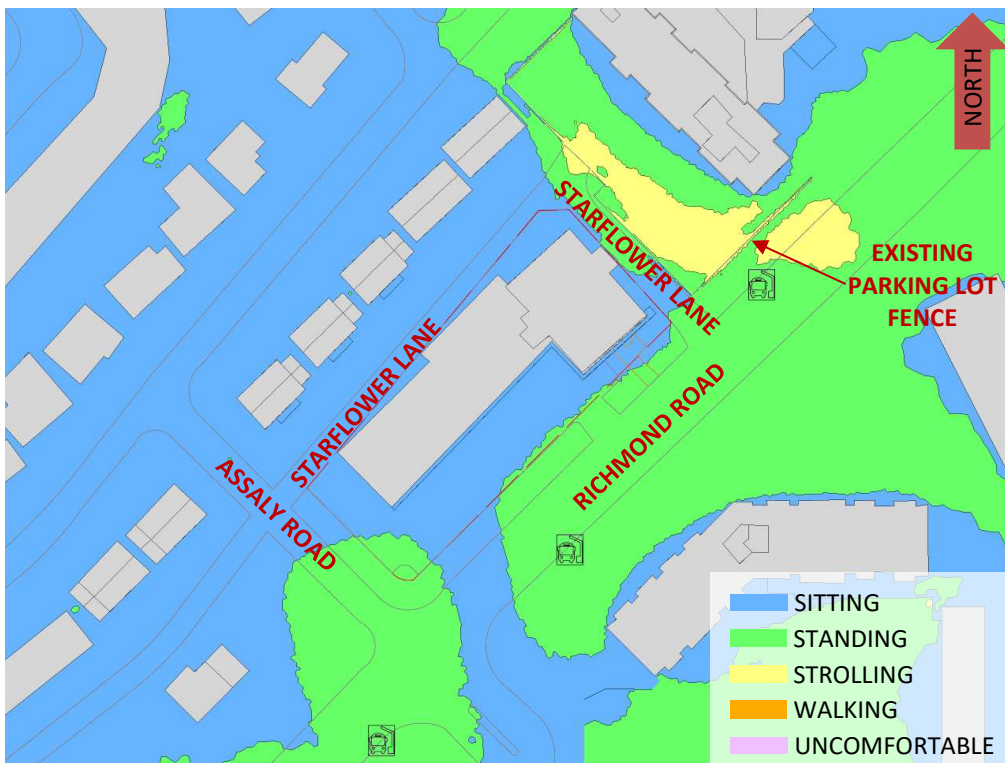 NORTH
STARFLOWER LANE
EXISTING
PARKING LOT
FENCE
STARFLOWER LANE
RICHMOND ROAD
ASSALY ROAD
SITTING
STANDING
STROLLING
WALKING
UNCOMFORTABLE